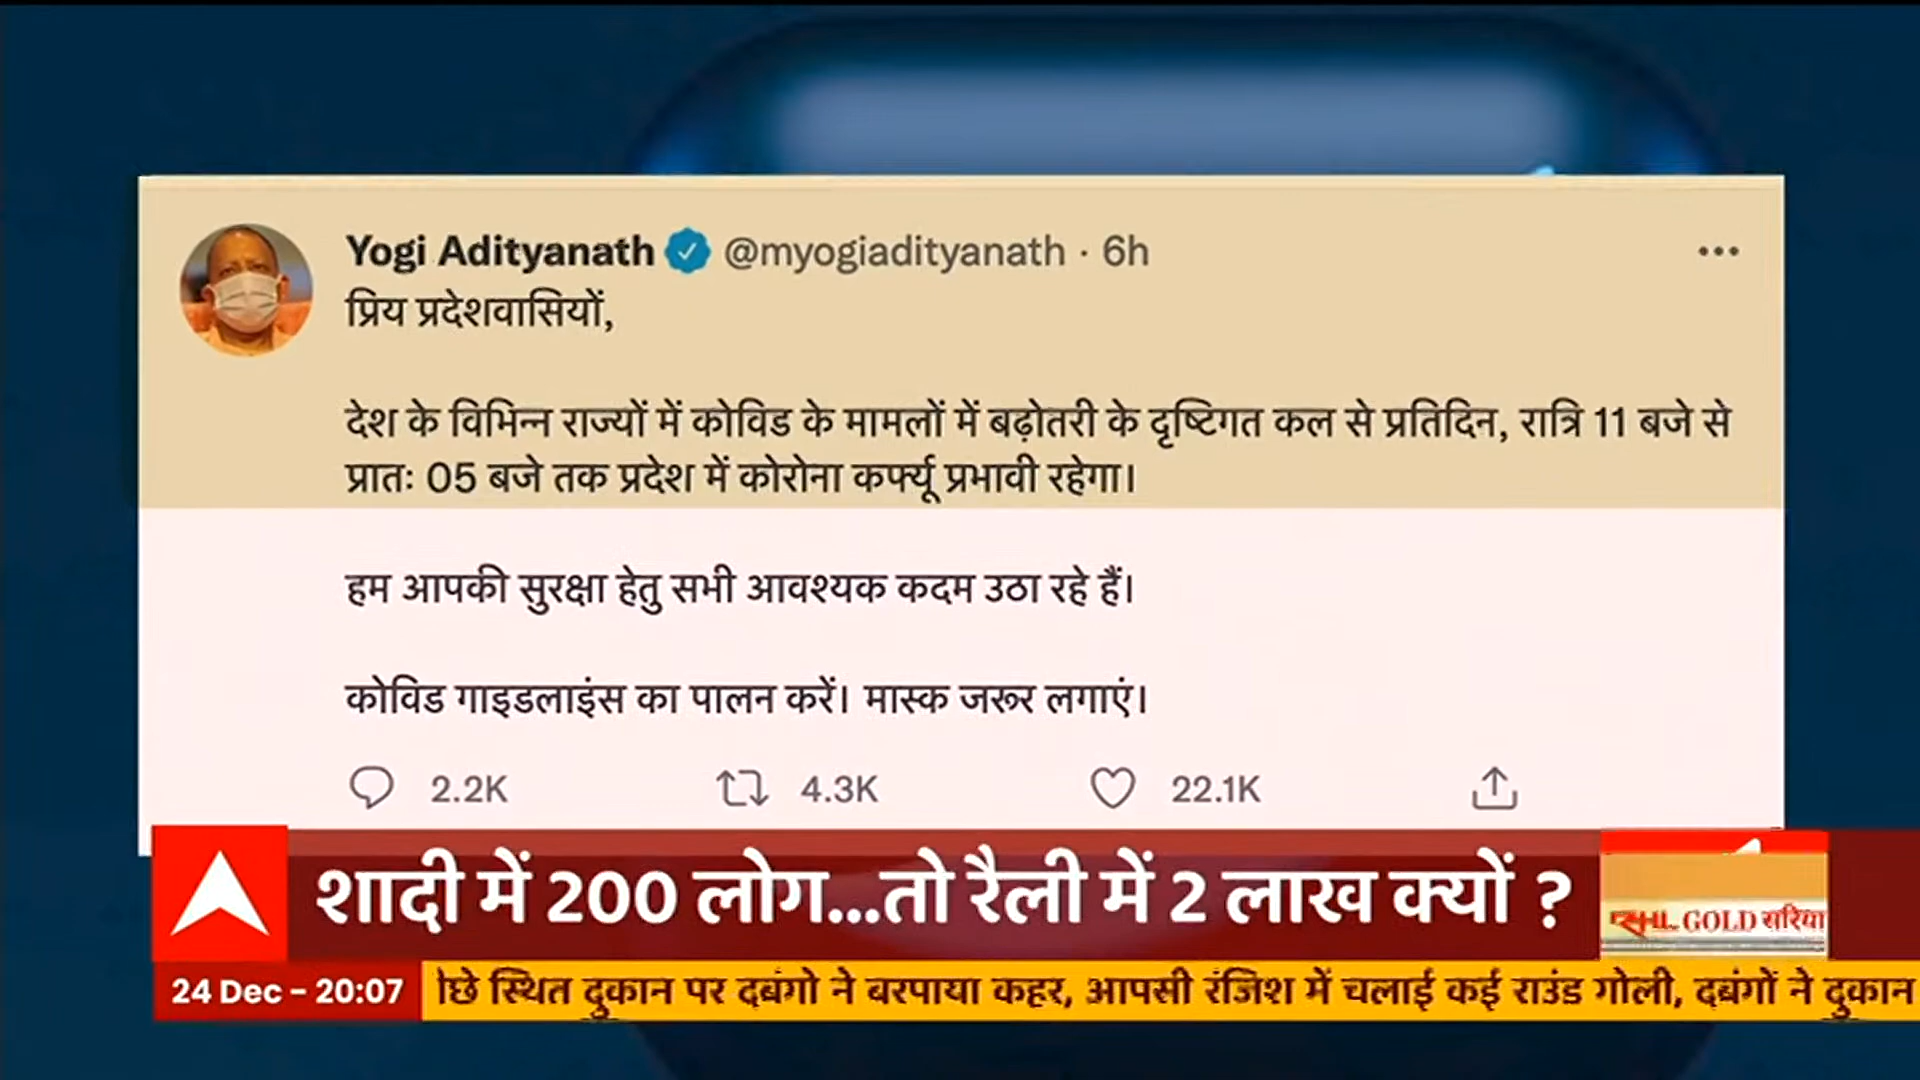 Yogi Adityanath @myogiadityanath · 6h
प्रिय प्रदेशवासियों,
देश के विभिन्न राज्यों में कोविड के मामलों में बढ़ोतरी के दृष्टिगत कल से प्रतिदिन, रात्रि 11 बजे से
प्रातः 05 बजे तक प्रदेश में कोरोना कर्फ्यू प्रभावी रहेगा।
हम आपकी सुरक्षा हेतु सभी आवश्यक कदम उठा रहे हैं।
कोविड गाइडलाइंस का पालन करें। मास्क जरूर लगाएं।
2.2K 4.3K 22.1K
शादी में 200 लोग...तो रैली में 2 लाख क्यों ?
GOLD सरिया
24 Dec - 20:07
स्थित दुकान पर दबंगो ने बरपाया कहर, आपसी रंजिश में चलाई कई राउंड गोली, दबंगों ने दुकान